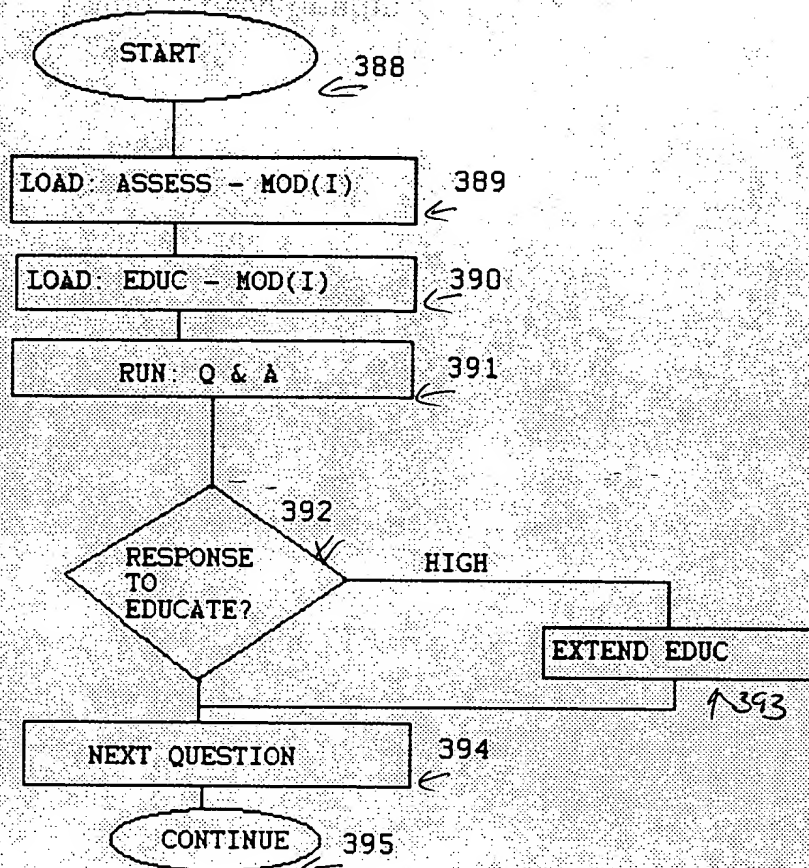 START
388
LOAD: ASSESS - MOD(I)
389
LOAD: EDUC - MOD(I)
390
RUN: Q & A
391
392
RESPONSE
TO
EDUCATE?
HIGH
EXTEND EDUC
393
NEXT QUESTION
394
CONTINUE
395